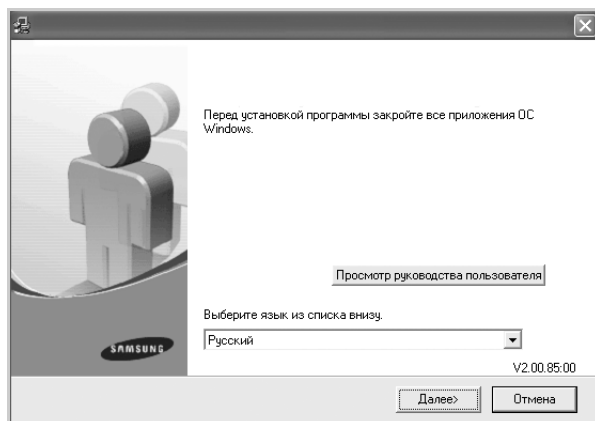 Перед установкой программы закройте все приложения ОС
Windows.
Просмотр руководства пользователя
Выберите язык из списка внизу.
Русский
SAMSUNG
V2.00.85:00
Далее>
Отмена